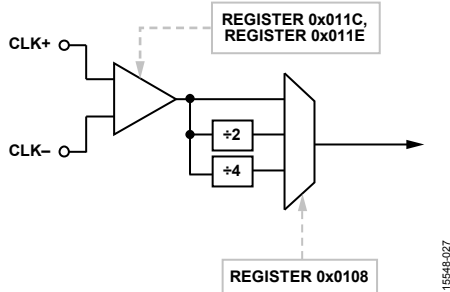 REGISTER 0x011C,
REGISTER 0x011E
CLK+
CLK–
÷2
÷4
REGISTER 0x0108
15548-027